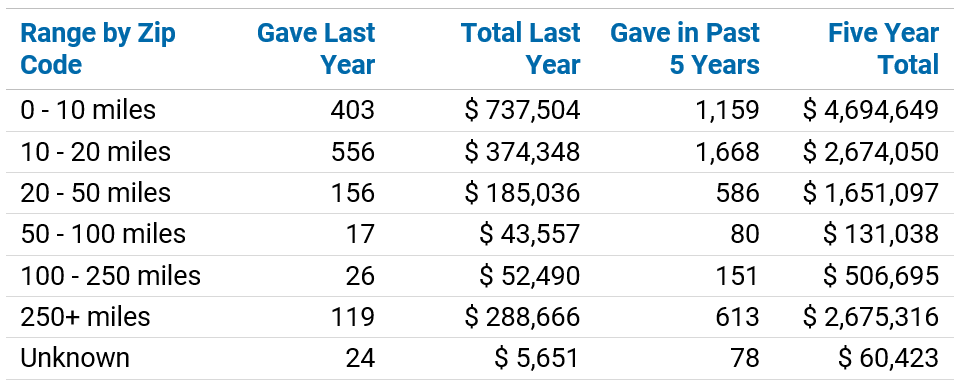 Range by Zip Code Gave Last Year Total Last Year Gave in Past 5 Years Five Year Total
0 - 10 miles 403 $ 737,504 1,159 $ 4,694,649
10 - 20 miles 556 $ 374,348 1,668 $ 2,674,050
20 - 50 miles 156 $ 185,036 586 $ 1,651,097
50 - 100 miles 17 $ 43,557 80 $ 131,038
100 - 250 miles 26 $ 52,490 151 $ 506,695
250+ miles 119 $ 288,666 613 $ 2,675,316
Unknown 24 $ 5,651 78 $ 60,423